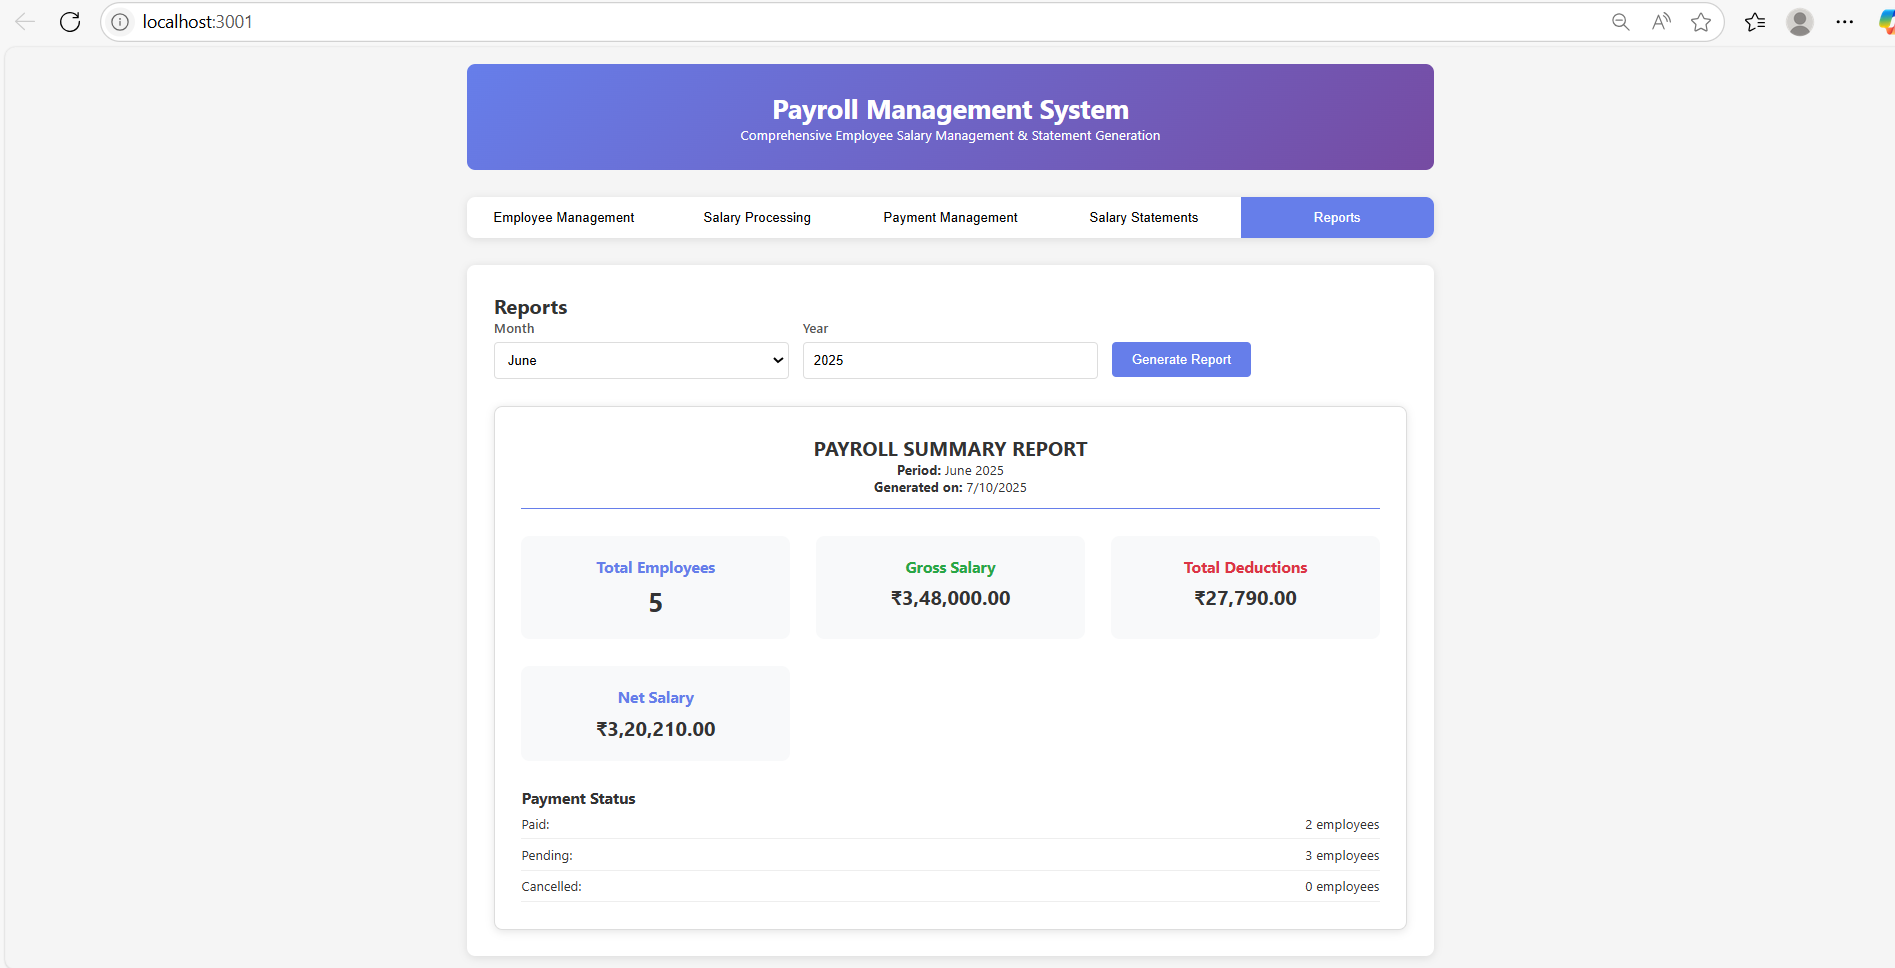 localhost:3001
Payroll Management System
Comprehensive Employee Salary Management & Statement Generation
Employee Management Salary Processing Payment Management Salary Statements Reports
Reports
Month Year
June 2025 Generate Report
PAYROLL SUMMARY REPORT
Period: June 2025
Generated on: 7/10/2025
Total Employees Gross Salary Total Deductions
5 ₹3,48,000.00 ₹27,790.00
Net Salary
₹3,20,210.00
Payment Status
Paid: 2 employees
Pending: 3 employees
Cancelled: 0 employees